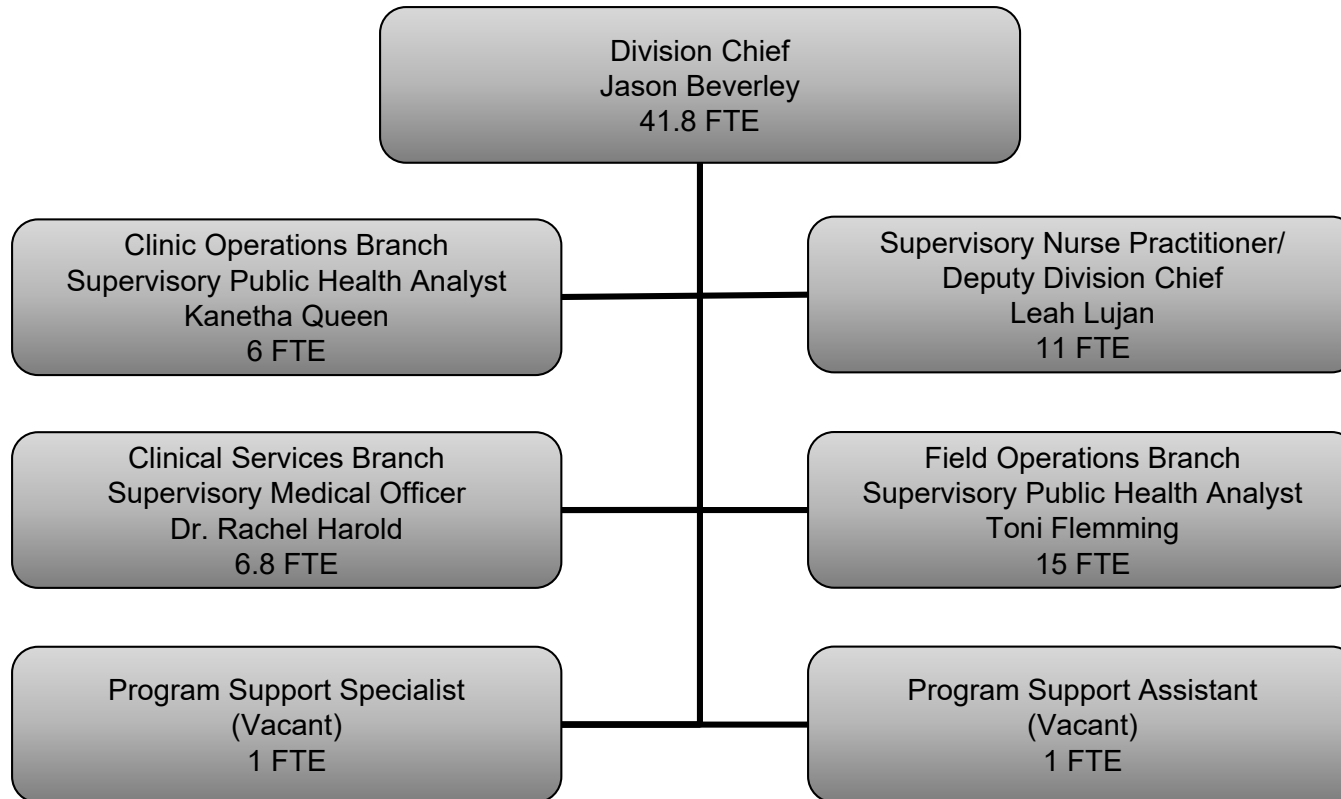 Division Chief
Jason Beverley
41.8 FTE
Clinic Operations Branch
Supervisory Public Health Analyst
Kanetha Queen
6 FTE
Supervisory Nurse Practitioner/
Deputy Division Chief
Leah Lujan
11 FTE
Clinical Services Branch
Supervisory Medical Officer
Dr. Rachel Harold
6.8 FTE
Field Operations Branch
Supervisory Public Health Analyst
Toni Flemming
15 FTE
Program Support Specialist
(Vacant)
1 FTE
Program Support Assistant
(Vacant)
1 FTE